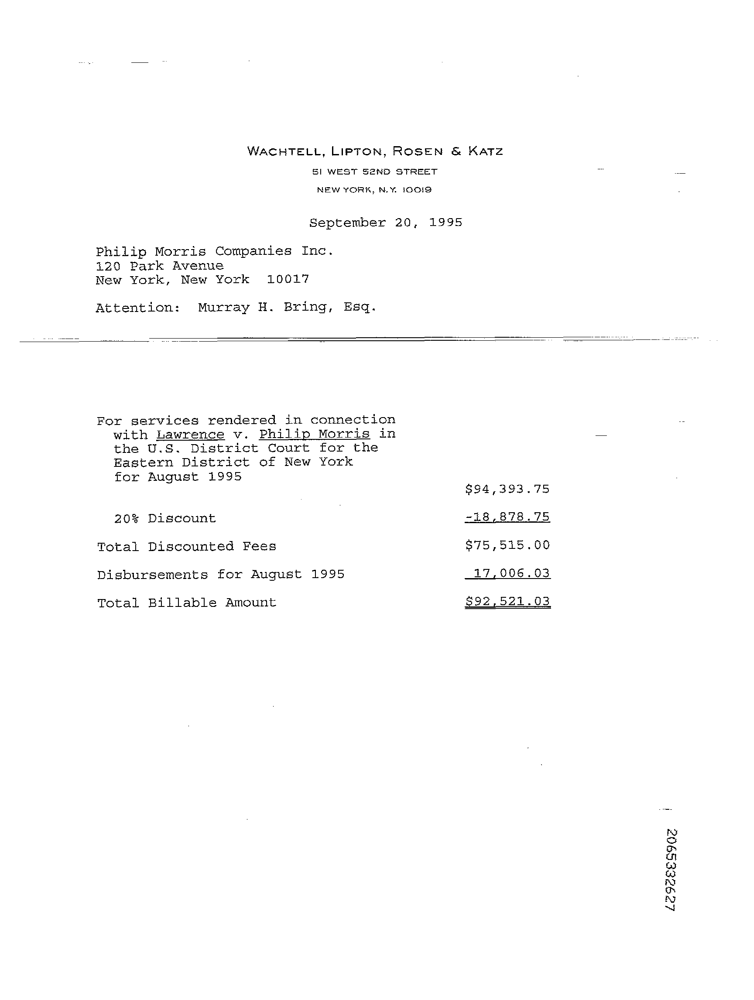 WACHTELL, LIPTON, ROSEN & KATZ
51 WEST 52ND STREET
NEW YORK, N.Y. 10019
September 20, 1995
Philip Morris Companies Inc.
120 Park Avenue
New York, New York 10017
Attention: Murray H. Bring, Esq.
For services rendered in connection
with Lawrence v. Philip Morris in
the U.S. District Court for the
Eastern District of New York
for August 1995
$94,393.75
20% Discount -18,878.75
Total Discounted Fees $75,515.00
Disbursements for August 1995 17,006.03
Total Billable Amount $92,521.03
2065332627